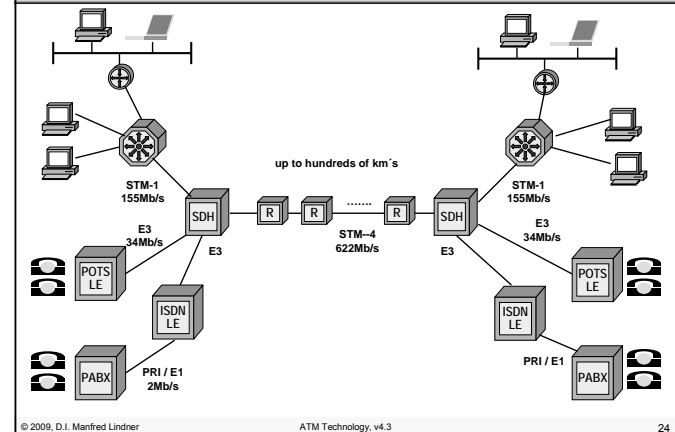 up to hundreds of km´s
STM-1
155Mb/s
STM-1
155Mb/s
SDH
R
R
.......
R
SDH
E3
34Mb/s
E3
STM--4
622Mb/s
E3
E3
34Mb/s
POTS
LE
POTS
LE
ISDN
LE
ISDN
LE
PABX
PRI / E1
2Mb/s
PRI / E1
PABX
© 2009, D.I. Manfred Lindner
ATM Technology, v4.3
24